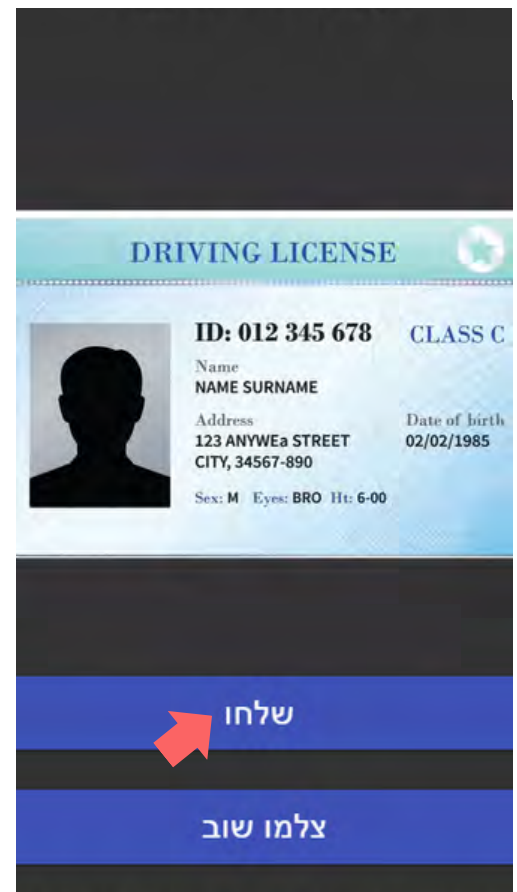 DRIVING LICENSE
ID: 012 345 678 CLASS C
Name
NAME SURNAME
Address Date of birth
123 ANYWEa STREET 02/02/1985
CITY, 34567-890
Sex: M Eyes: BRO Ht: 6-00
שלחו
צלמו שוב